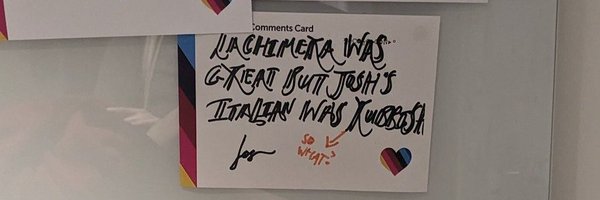 Comments Card
LACHIMERA WAS
GREAT BUT JOSH'S
ITALIAN WAS RUBBISH
SO
WHAT?